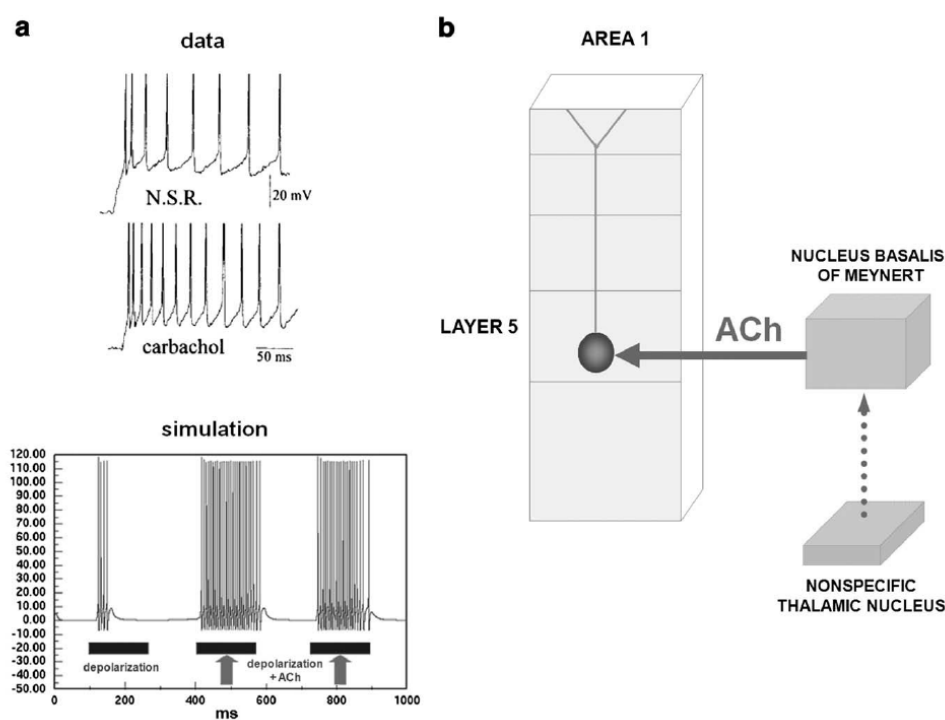 a
data
N.S.R.
20 mV
carbachol
50 ms
simulation
120.00
110.00
100.00
90.00
80.00
70.00
60.00
50.00
40.00
30.00
20.00
10.00
0.00
-10.00
-20.00
-30.00
-40.00
-50.00
depolarization
depolarization
+ ACh
0
200
400
600
800
1000
ms
b
AREA 1
LAYER 5
ACh
NUCLEUS BASALIS
OF MEYNERT
NONSPECIFIC
THALAMIC NUCLEUS